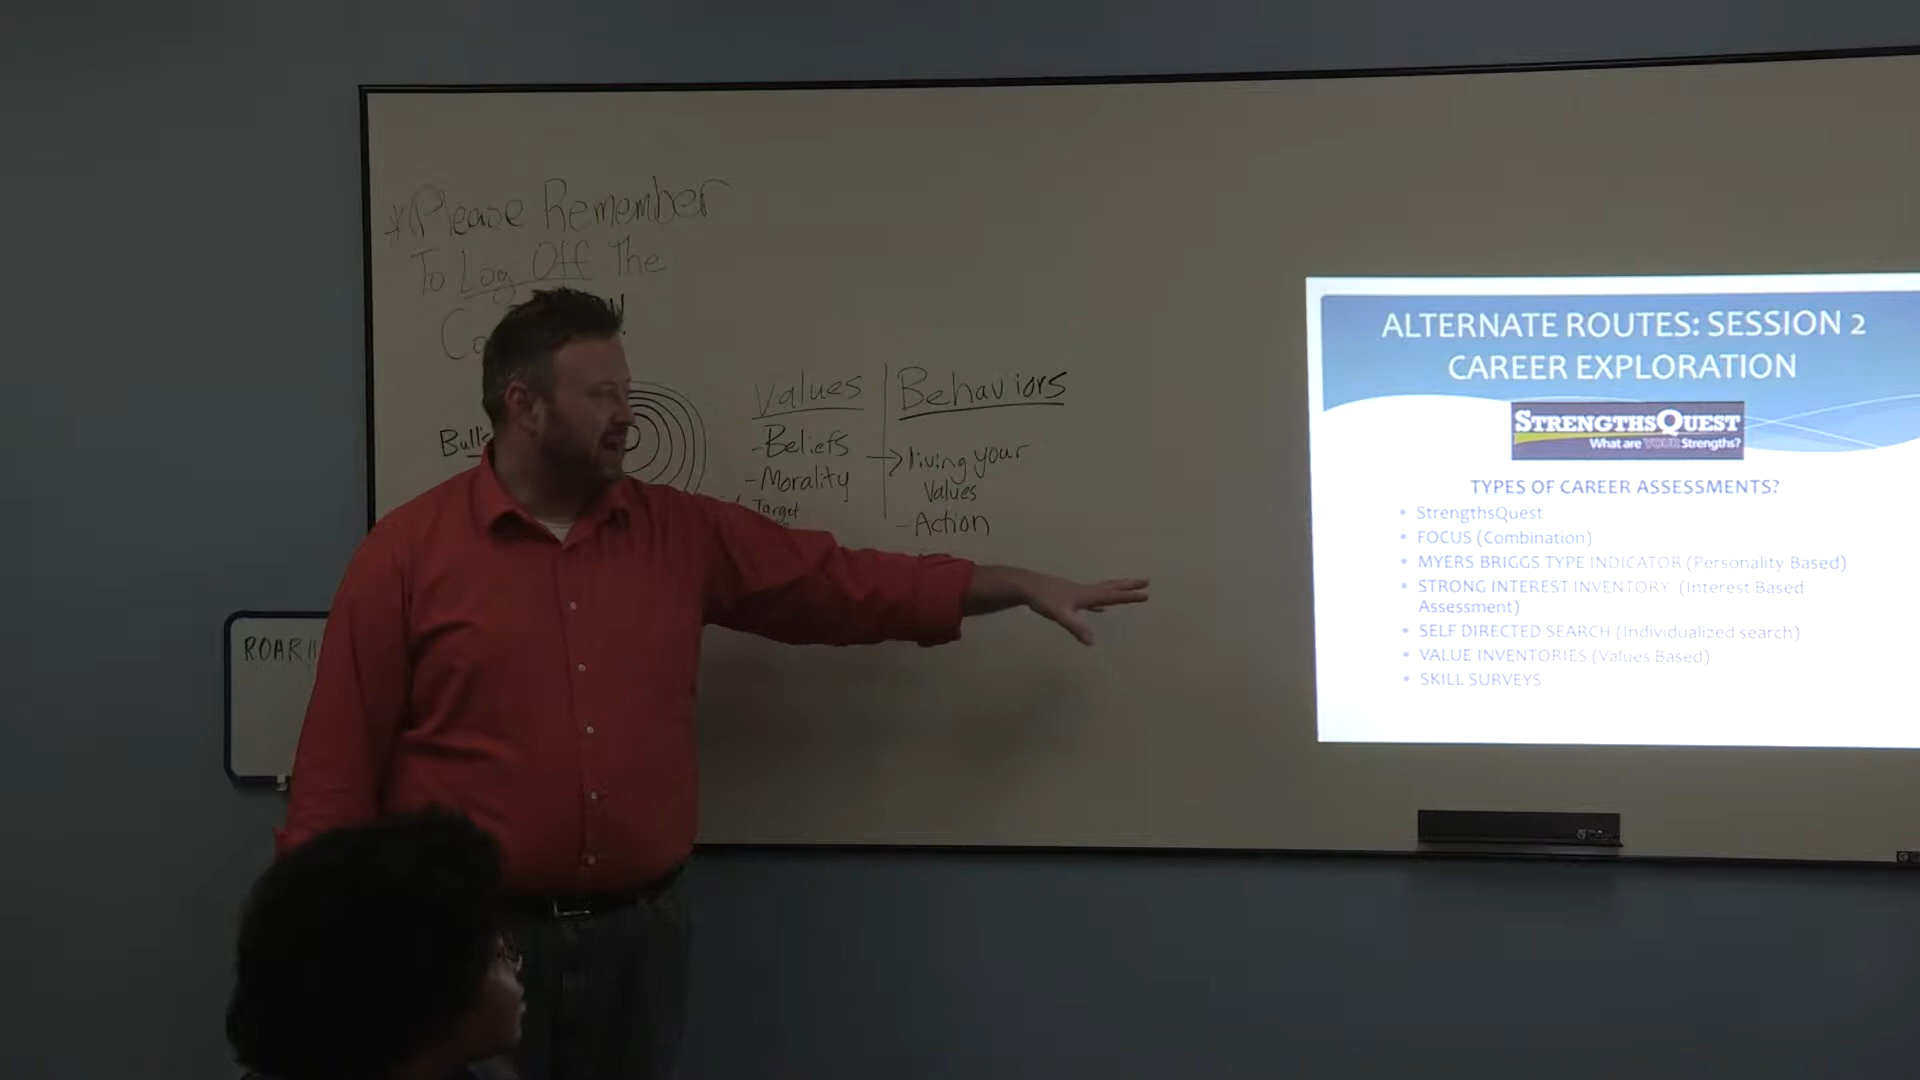 *Please Remember
To Log Off The
Values
Behaviors
-Beliefs
-Morality
Target
→living your
Values
-Action
ROAR
ALTERNATE ROUTES: SESSION 2
CAREER EXPLORATION
STRENGTHSQUEST
What are YOUR Strengths?
TYPES OF CAREER ASSESSMENTS?
• StrengthsQuest
• FOCUS (Combination)
• MYERS BRIGGS TYPE INDICATOR (Personality Based)
• STRONG INTEREST INVENTORY (Interest Based
Assessment)
• SELF DIRECTED SEARCH (Individualized search)
• VALUE INVENTORIES (Values Based)
• SKILL SURVEYS